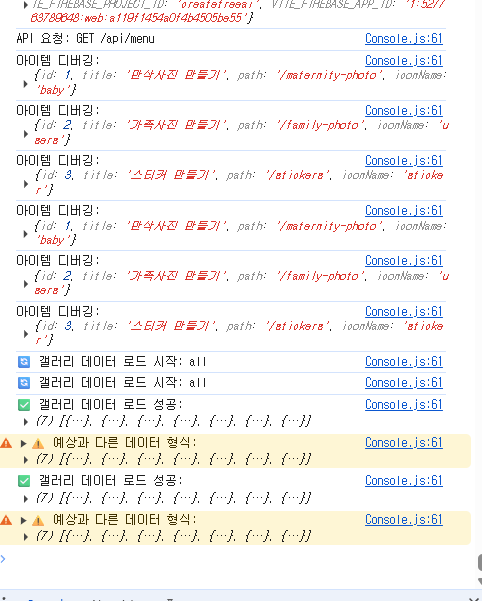 TE_FIREBASE_PROJECT_ID: 'createtreeai', VITE_FIREBASE_APP_ID: '1:527763789648:web:a119f1454a0f4b4505be55'}
API 요청: GET /api/menu Console.js:61
아이템 디버깅: Console.js:61
{id: 1, title: '만삭사진 만들기', path: '/maternity-photo', iconName:
'baby'}
아이템 디버깅: Console.js:61
{id: 2, title: '가족사진 만들기', path: '/family-photo', iconName: 'u
sers'}
아이템 디버깅: Console.js:61
{id: 3, title: '스티커 만들기', path: '/stickers', iconName: 'sticke
r'}
아이템 디버깅: Console.js:61
{id: 1, title: '만삭사진 만들기', path: '/maternity-photo', iconName:
'baby'}
아이템 디버깅: Console.js:61
{id: 2, title: '가족사진 만들기', path: '/family-photo', iconName: 'u
sers'}
아이템 디버깅: Console.js:61
{id: 3, title: '스티커 만들기', path: '/stickers', iconName: 'sticke
r'}
🔄 갤러리 데이터 로드 시작: all Console.js:61
🔄 갤러리 데이터 로드 시작: all Console.js:61
✅ 갤러리 데이터 로드 성공: Console.js:61
(7) [{…}, {…}, {…}, {…}, {…}, {…}, {…}]
⚠️ 예상과 다른 데이터 형식: Console.js:61
(7) [{…}, {…}, {…}, {…}, {…}, {…}, {…}]
✅ 갤러리 데이터 로드 성공: Console.js:61
(7) [{…}, {…}, {…}, {…}, {…}, {…}, {…}]
⚠️ 예상과 다른 데이터 형식: Console.js:61
(7) [{…}, {…}, {…}, {…}, {…}, {…}, {…}]